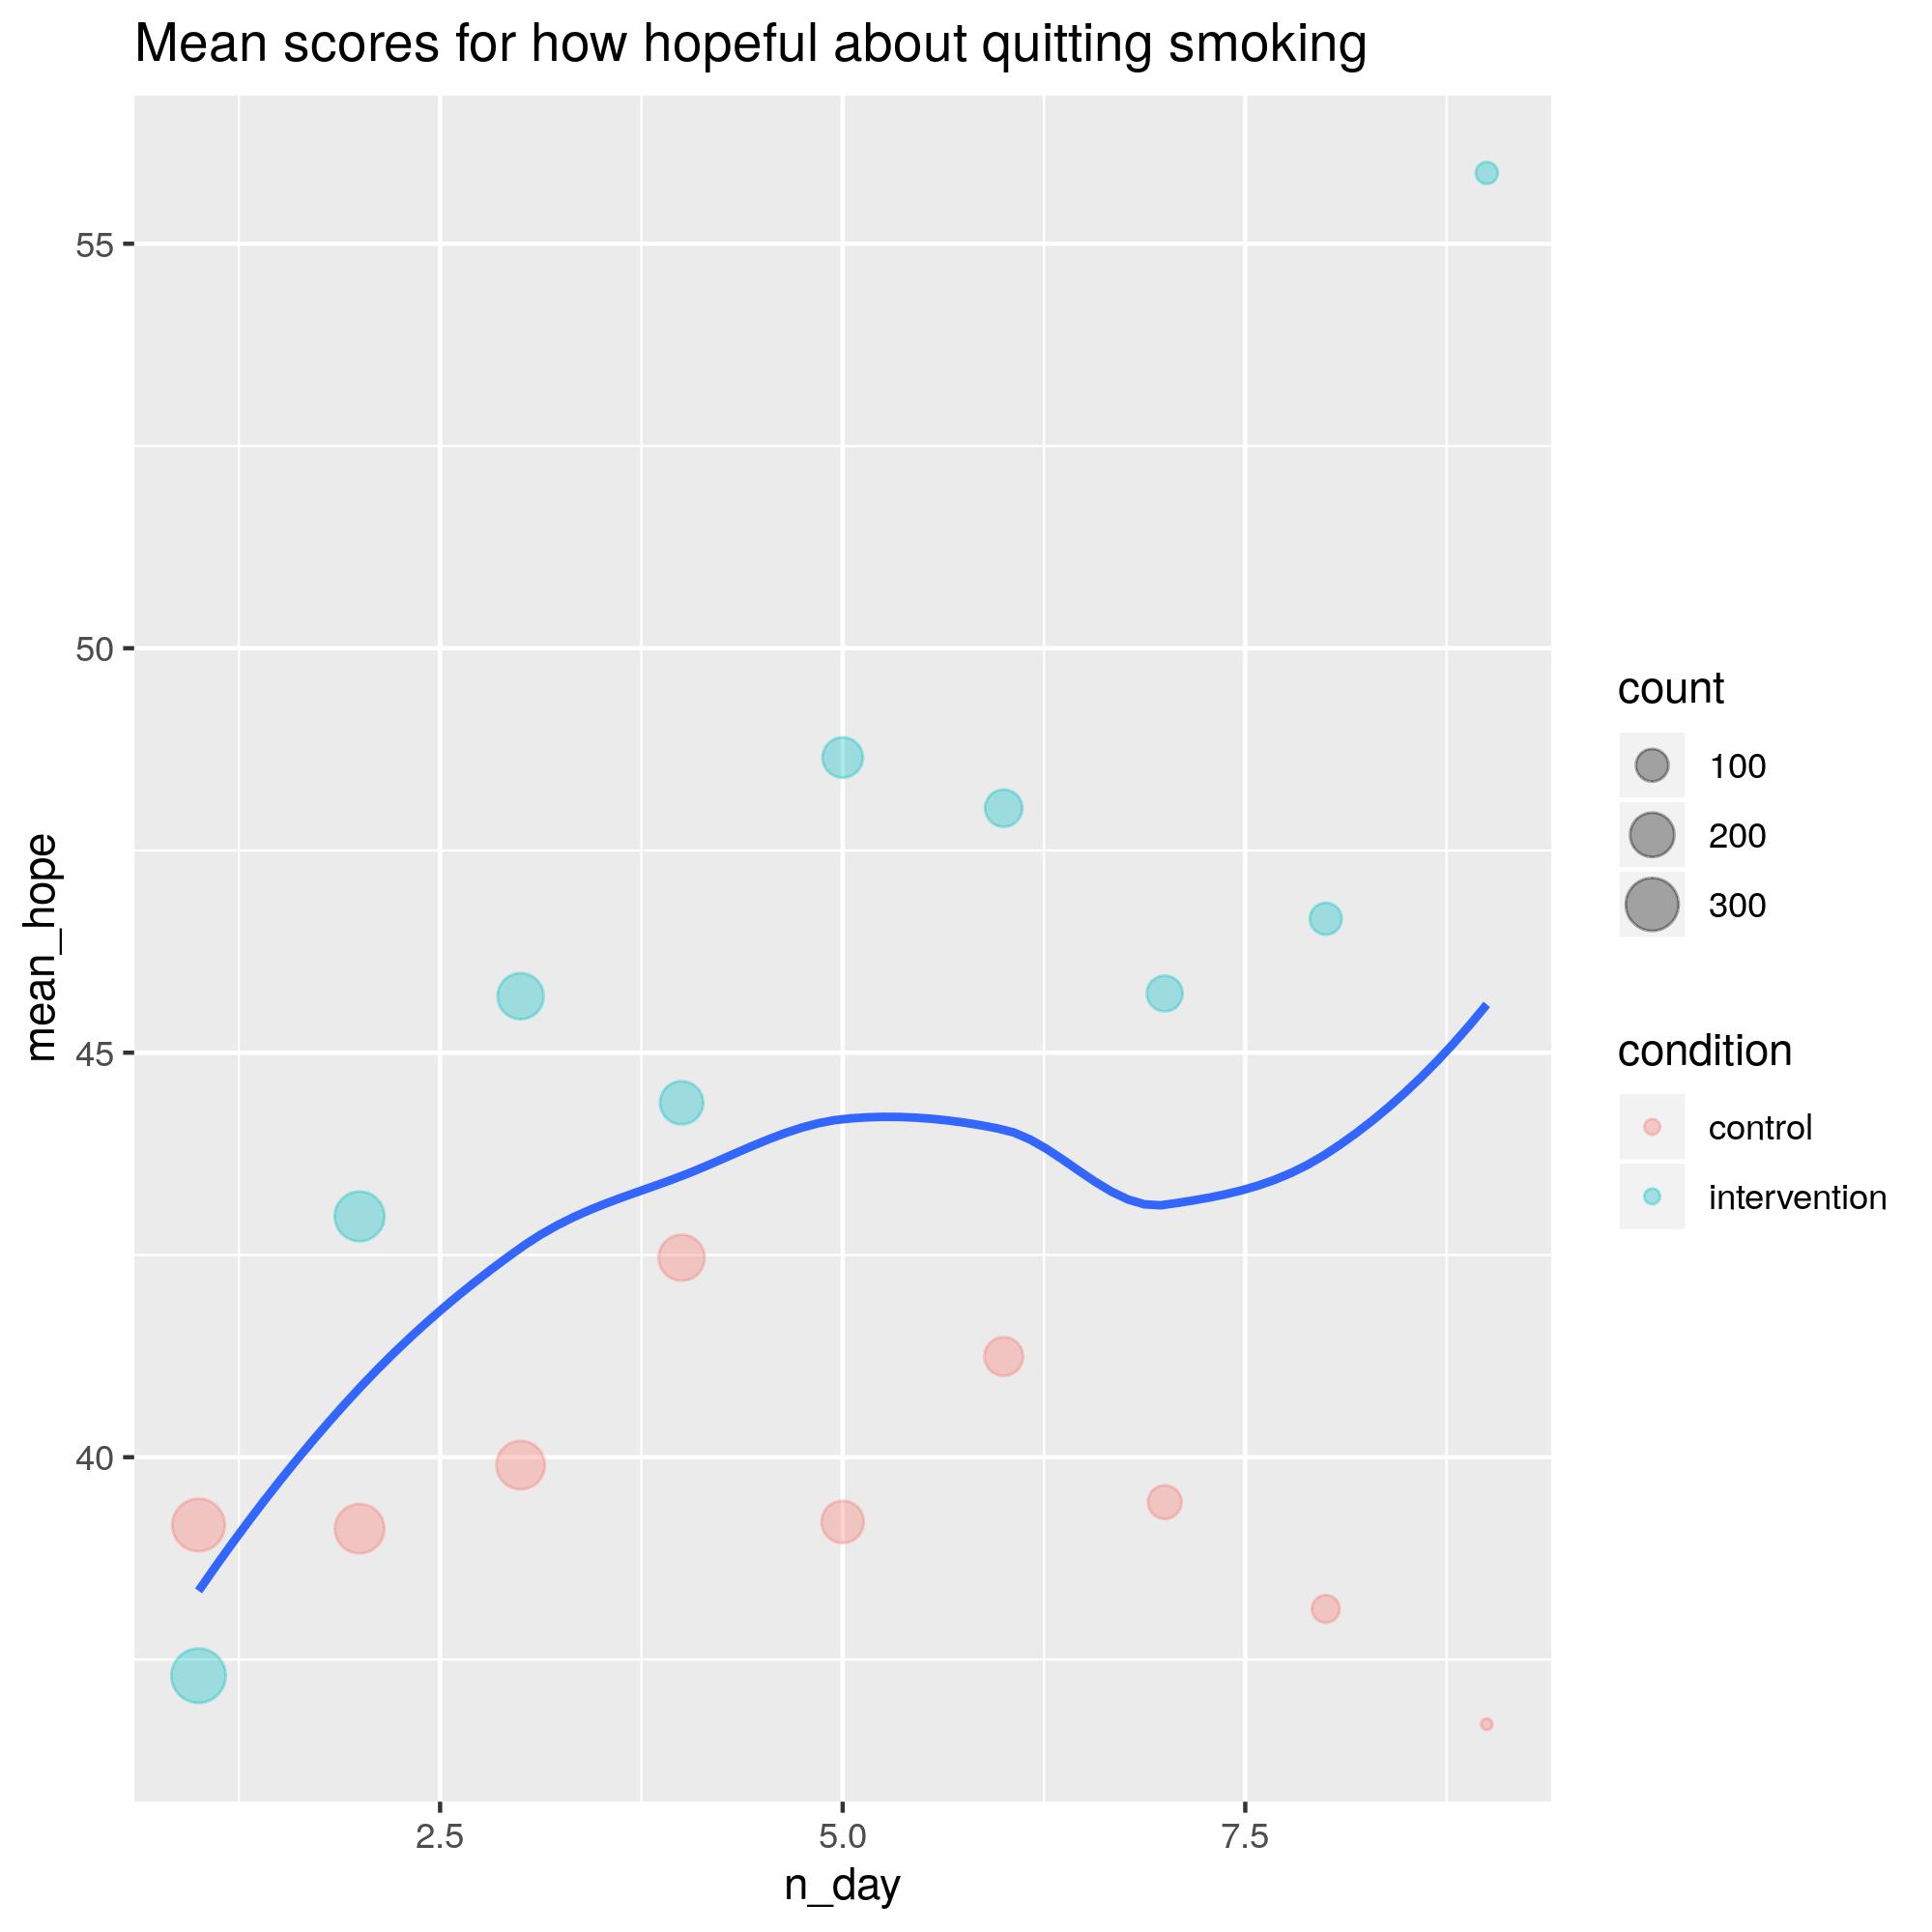 Mean scores for how hopeful about quitting smoking
mean_hope
55
50
45
40
2.5 5.0 7.5
n_day
count
100
200
300
condition
control
intervention